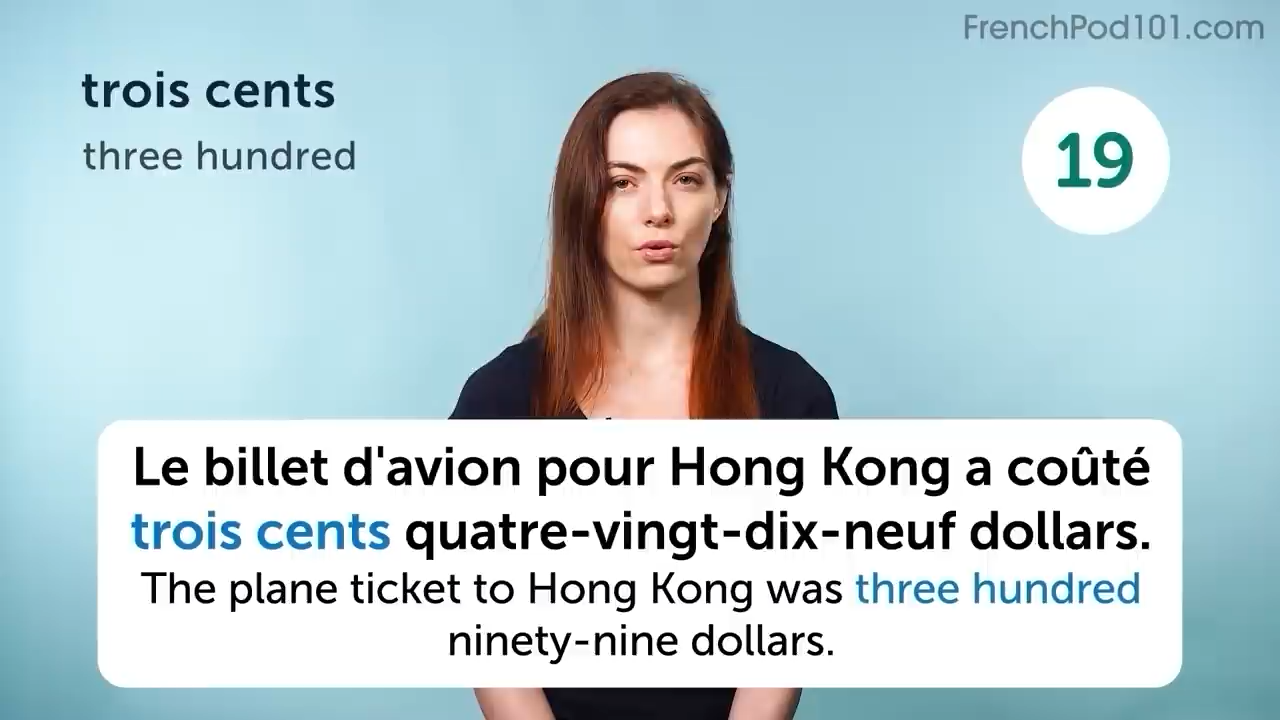 FrenchPod101.com
trois cents
three hundred
19
Le billet d'avion pour Hong Kong a coûté
trois cents quatre-vingt-dix-neuf dollars.
The plane ticket to Hong Kong was three hundred
ninety-nine dollars.